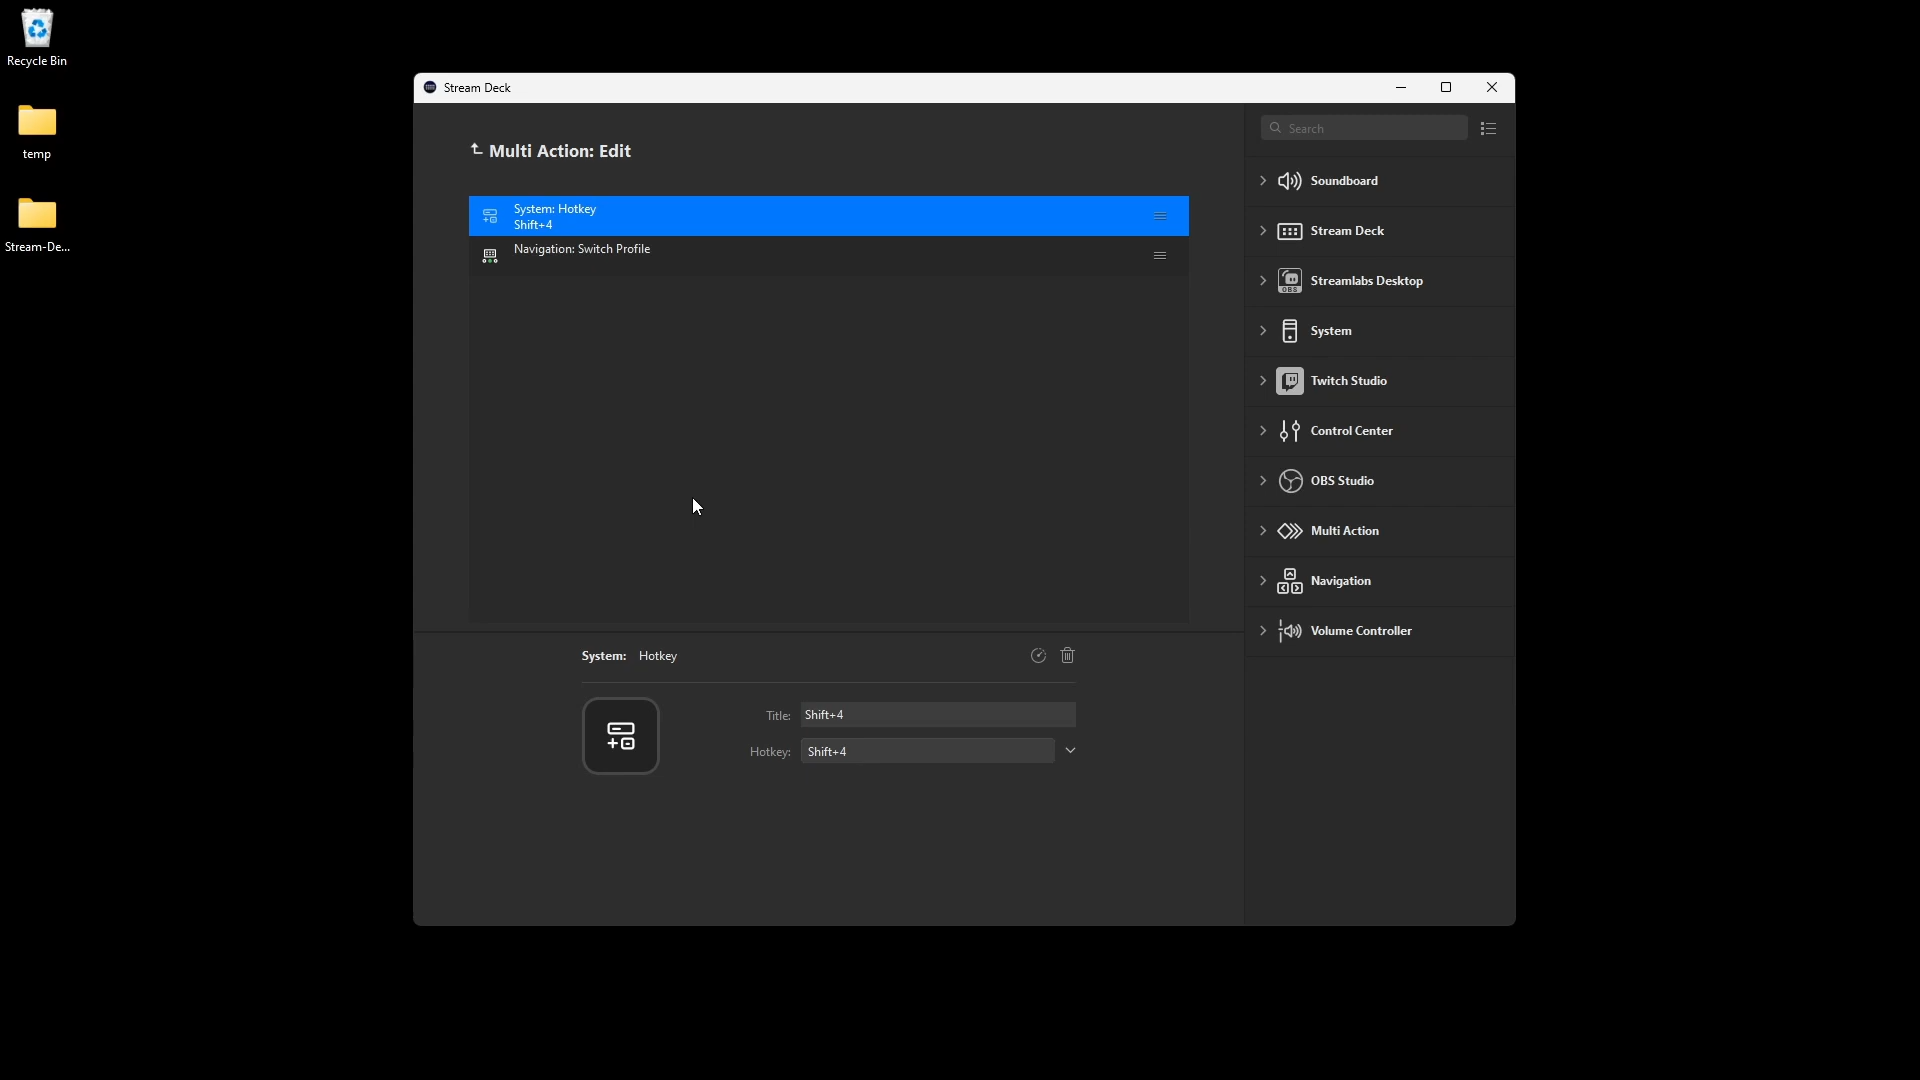 Recycle Bin
temp
Stream-De...
Stream Deck
Multi Action: Edit
System: Hotkey
Shift+4
Navigation: Switch Profile
System: Hotkey
Title: Shift+4
Hotkey: Shift+4
Search
Soundboard
Stream Deck
OBS
Streamlabs Desktop
System
Twitch Studio
Control Center
OBS Studio
Multi Action
Navigation
Volume Controller